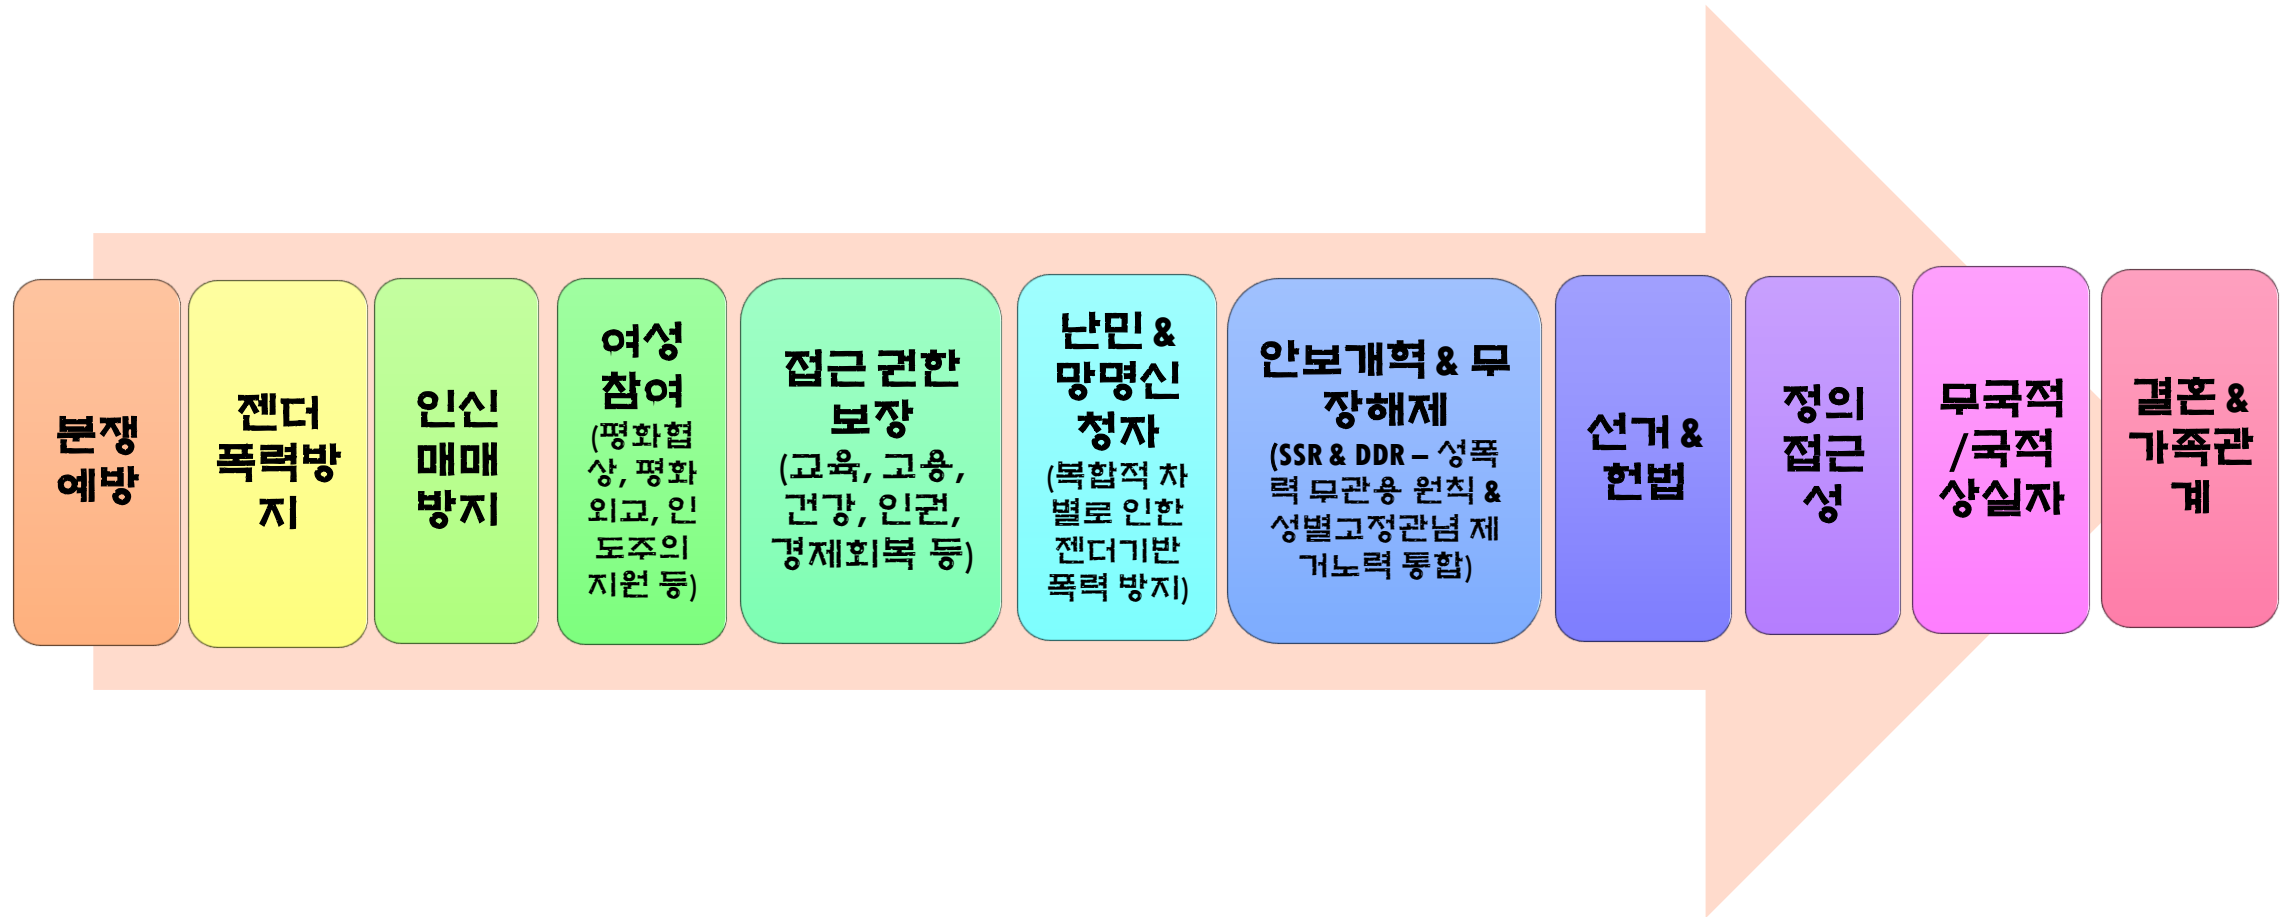 분쟁
예방
젠더
폭력방
지
인신
매매
방지
여성
참여
(평화협
상, 평화
외교, 인
도주의
지원 등)
접근 권한
보장
(교육, 고용,
건강, 인권,
경제회복 등)
난민 &
망명신
청자
(복합적 차
별로 인한
젠더기반
폭력 방지)
안보개혁 & 무
장해제
(SSR & DDR – 성폭
력 무관용 원칙 &
성별고정관념 제
거노력 통합)
선거 &
헌법
정의
접근
성
무국적
/국적
상실자
결혼 &
가족관
계